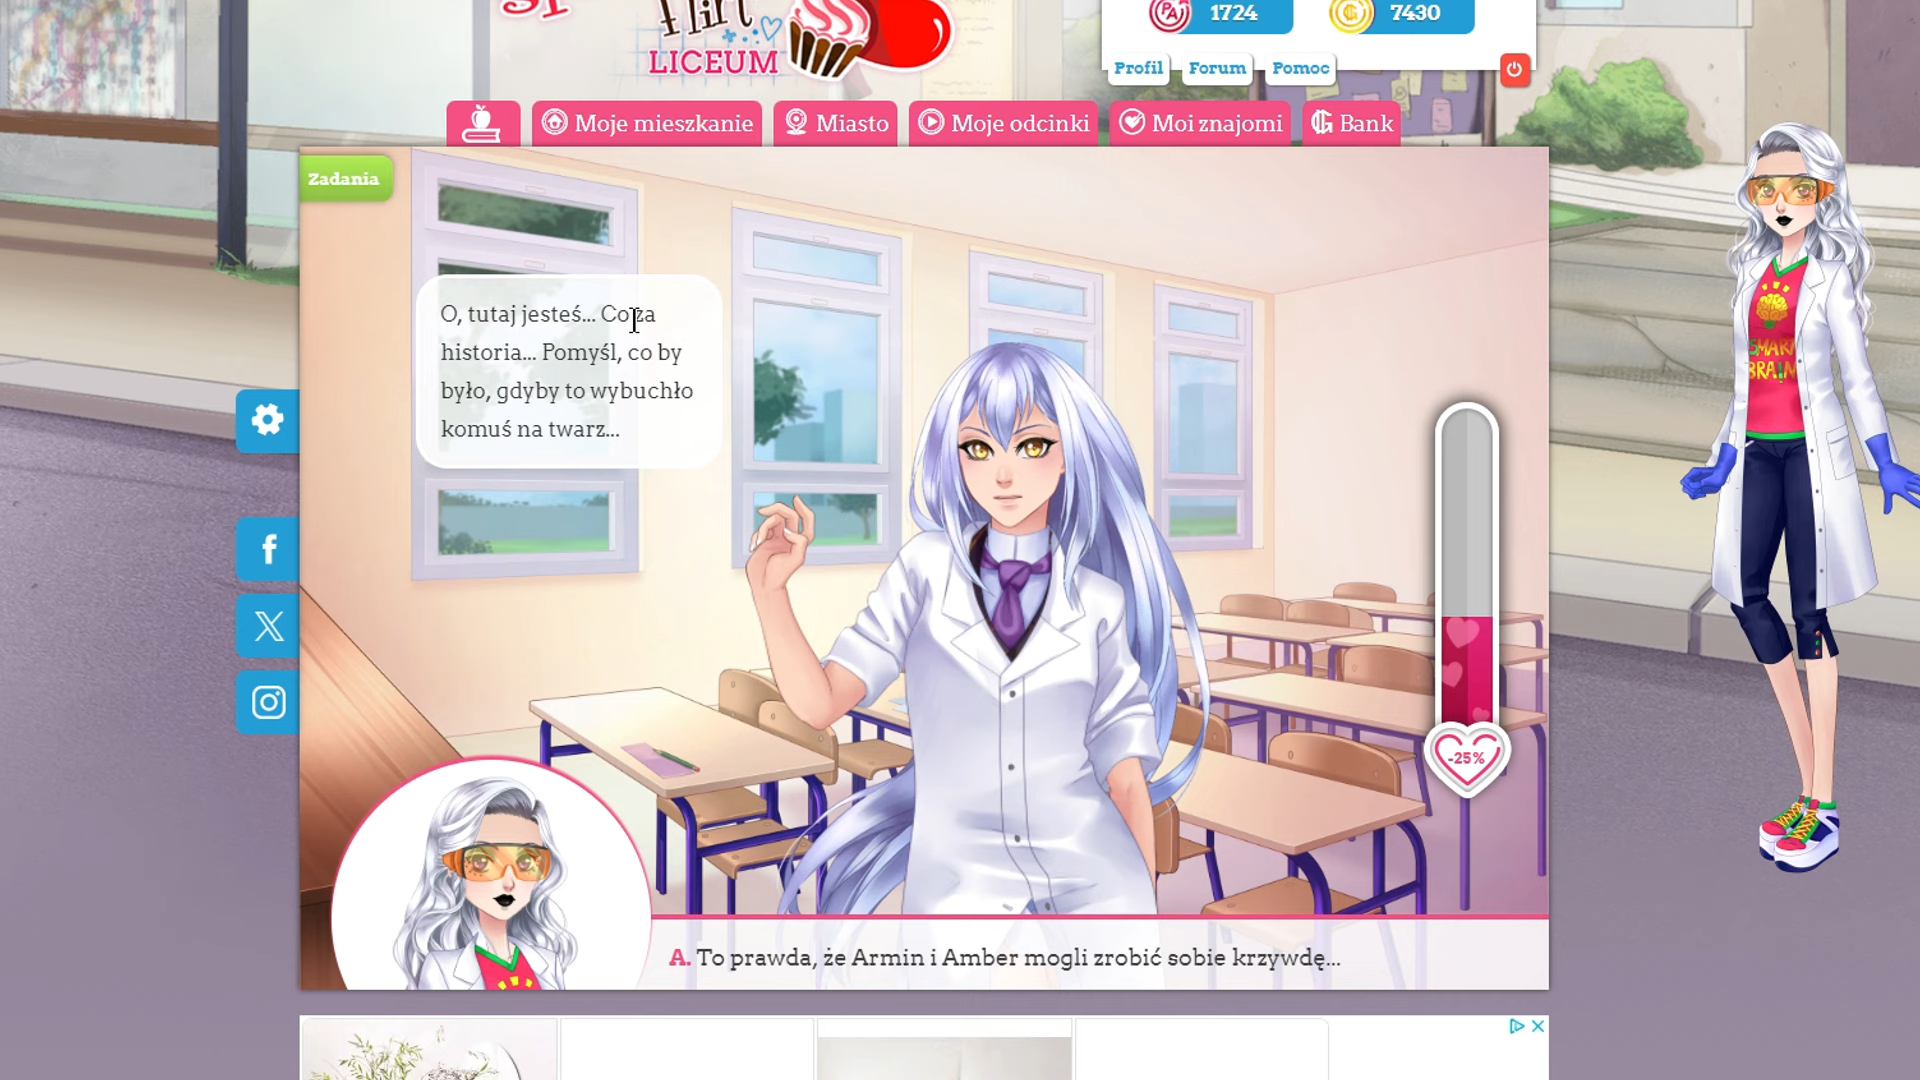 flirt
LICEUM
1724
7430
Profil
Forum
Pomoc
Moje mieszkanie
Miasto
Moje odcinki
Moi znajomi
Bank
Zadania
O, tutaj jesteś... Co za
historia... Pomyśl, co by
było, gdyby to wybuchło
komuś na twarz...
SMART
BRAIN
-25%
A. To prawda, że Armin i Amber mogli zrobić sobie krzywdę...